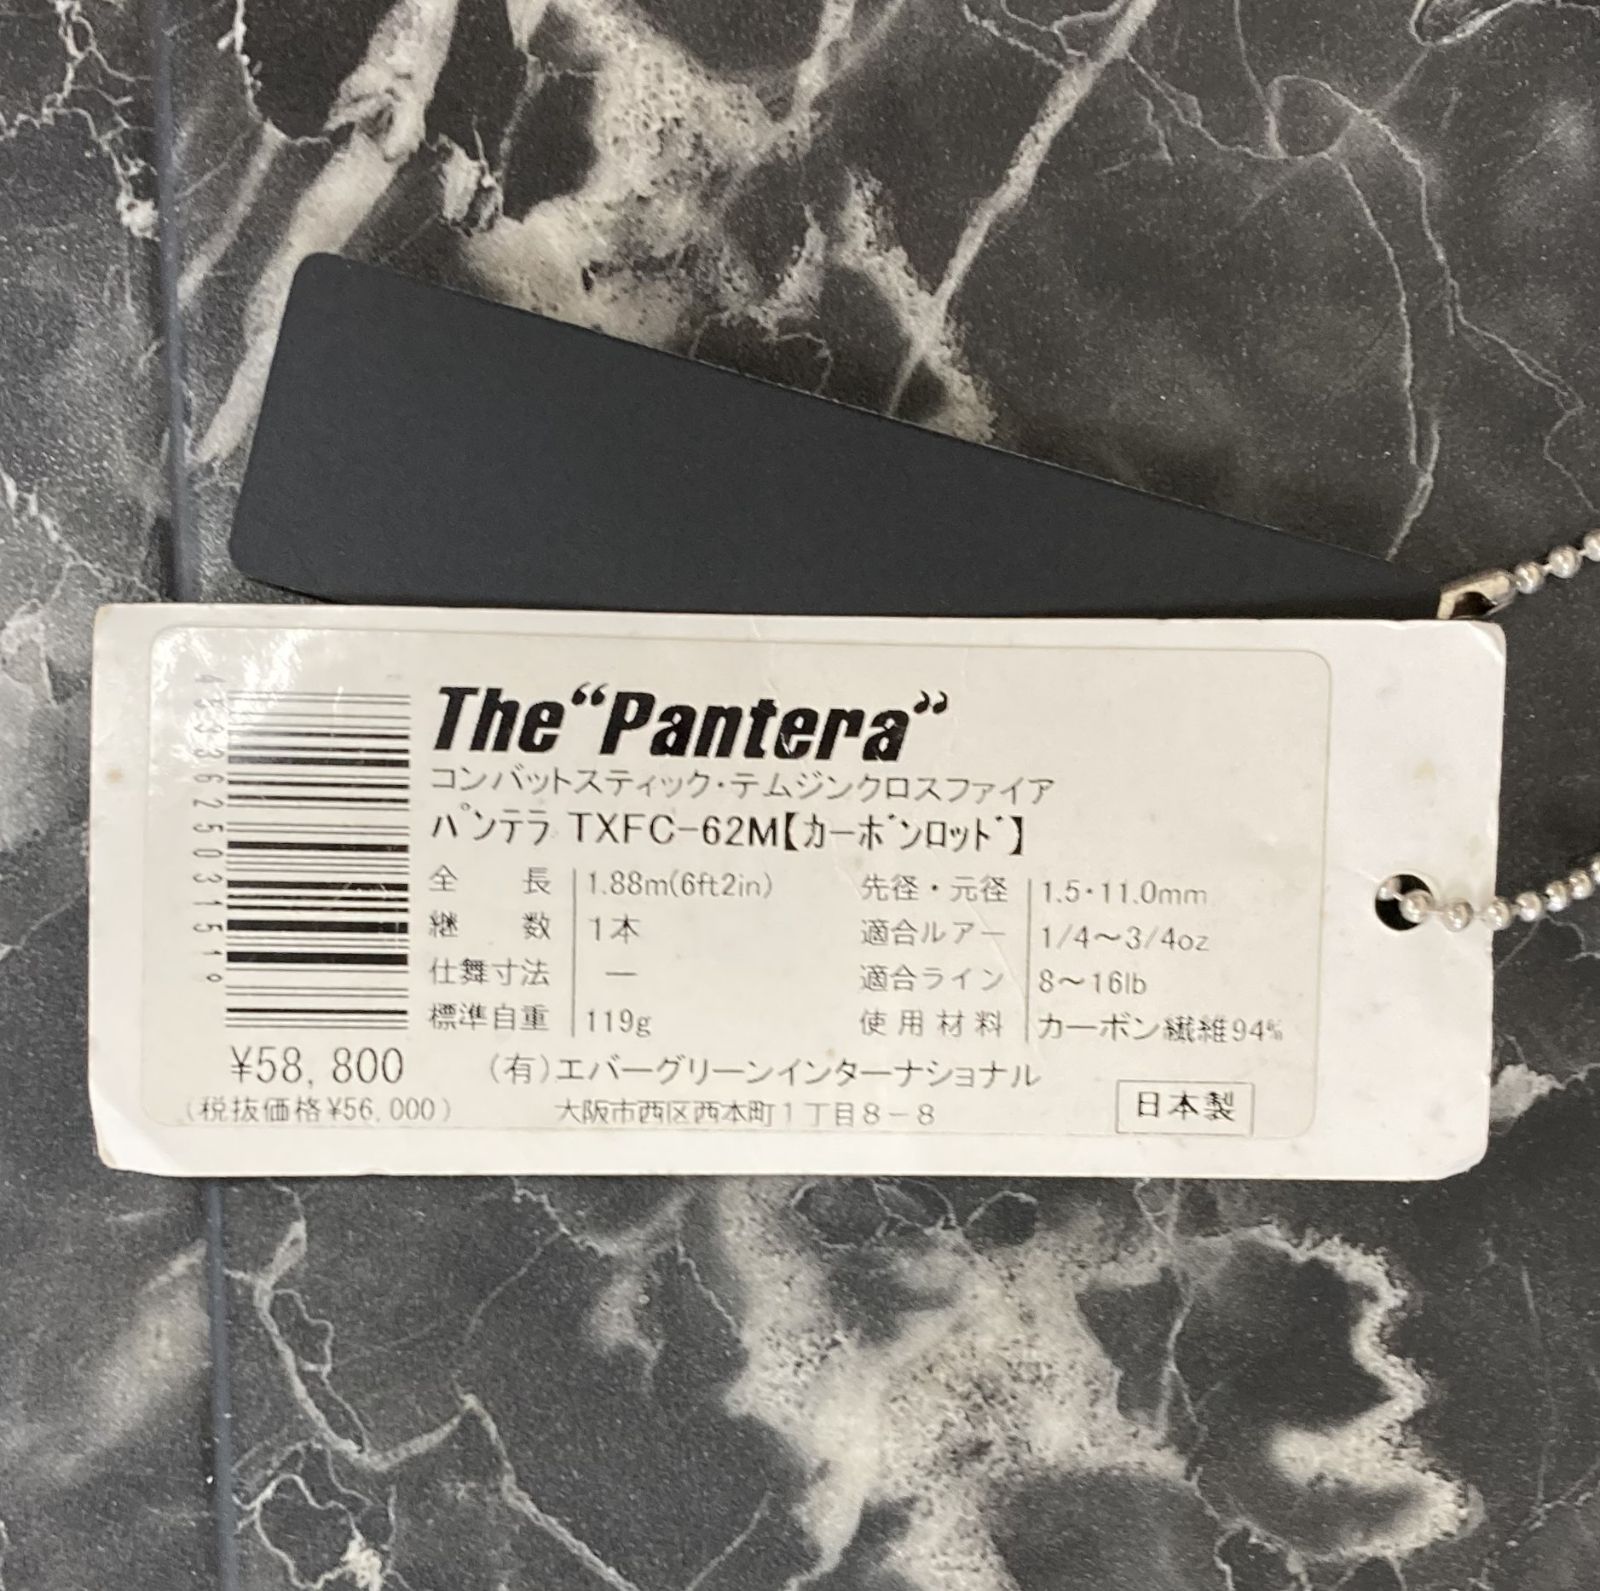 The "Pantera"
コンバットスティック・テムジンクロスファイア
パンテラ TXFC-62M【カーボンロッド】
全長 1.88m(6ft2in) 先径・元径 1.5・11.0mm
継数 1本 適合ルアー 1/4～3/4oz
仕舞寸法 ― 適合ライン 8～16lb
標準自重 119g 使用材料 カーボン繊維94%
¥58,800 (有)エバーグリーンインターナショナル
(税抜価格¥56,000) 大阪市西区西本町1丁目8-8 日本製